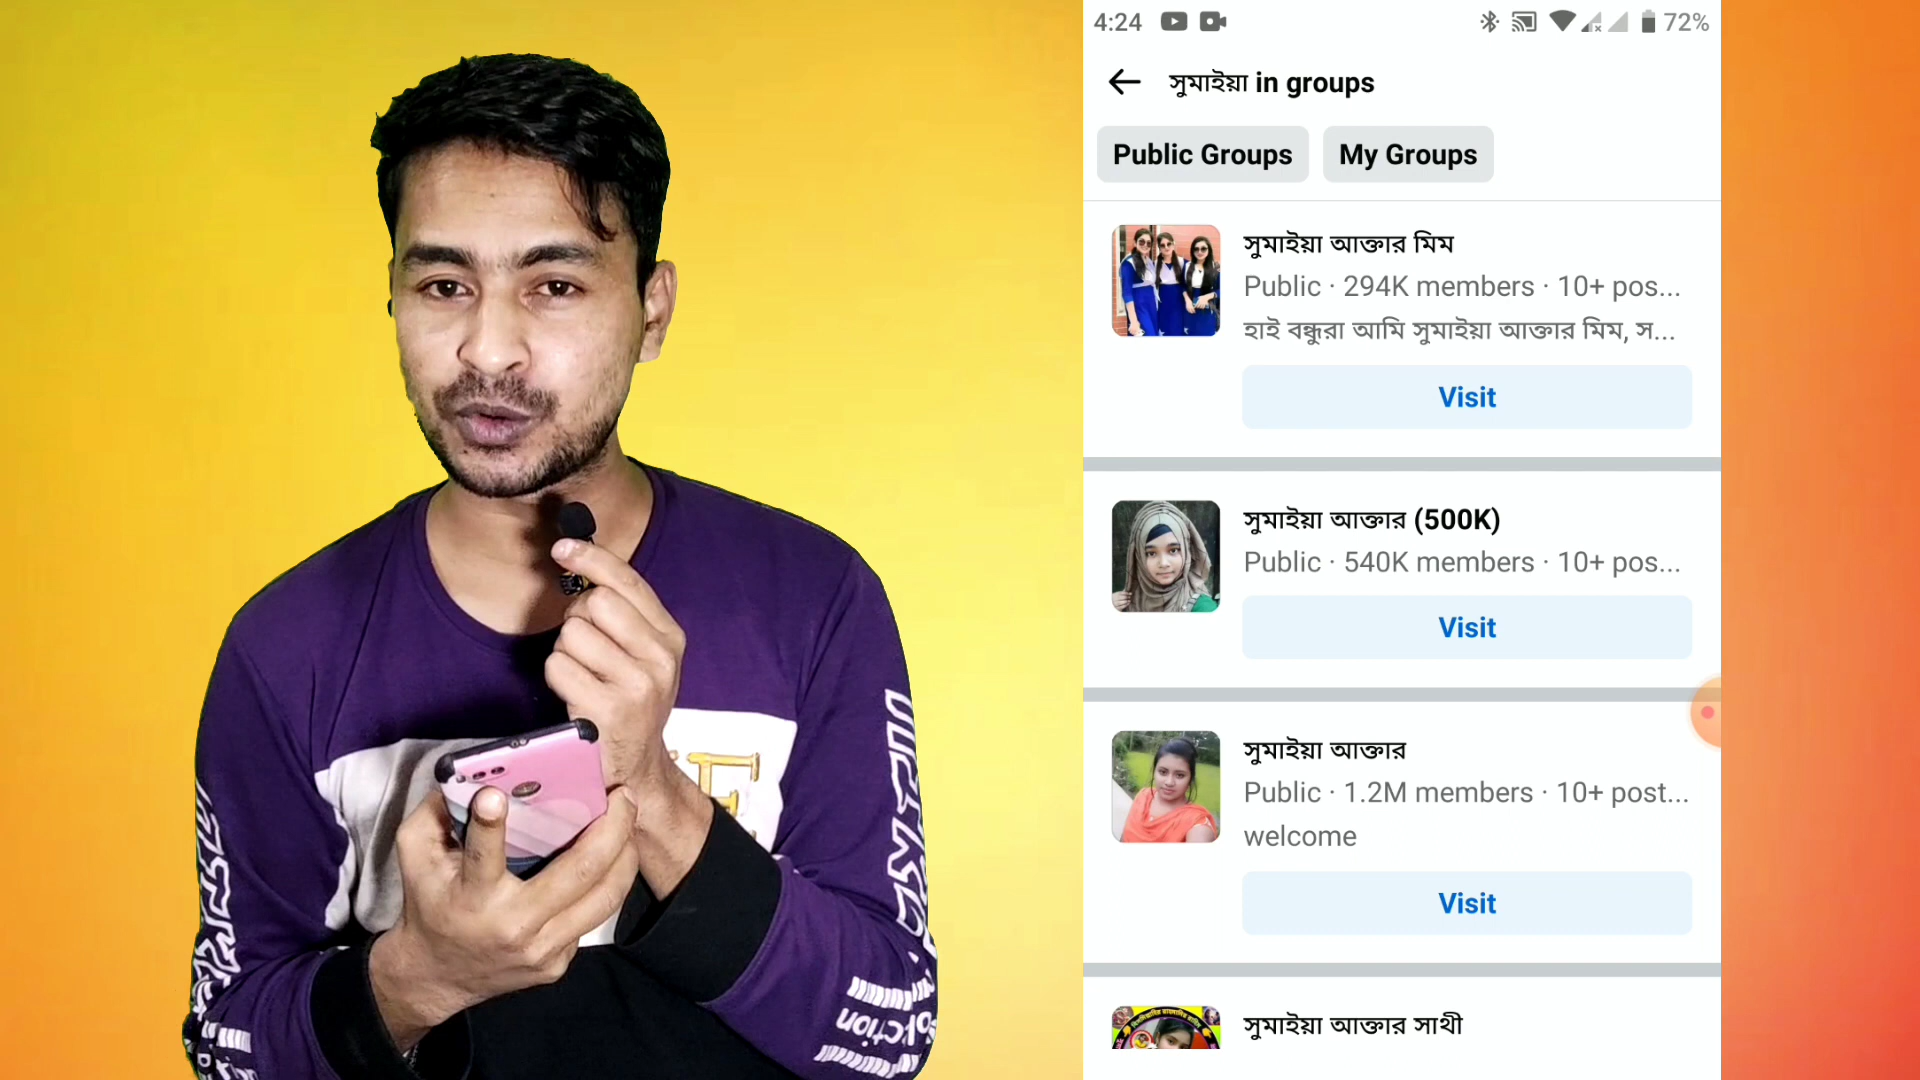 4:24
72%
সুমাইয়া in groups
Public Groups
My Groups
সুমাইয়া আক্তার মিম
Public · 294K members · 10+ pos...
হাই বন্ধুরা আমি সুমাইয়া আক্তার মিম, স...
Visit
সুমাইয়া আক্তার (500K)
Public · 540K members · 10+ pos...
Visit
সুমাইয়া আক্তার
Public · 1.2M members · 10+ post...
welcome
Visit
সুমাইয়া আক্তার সাথী